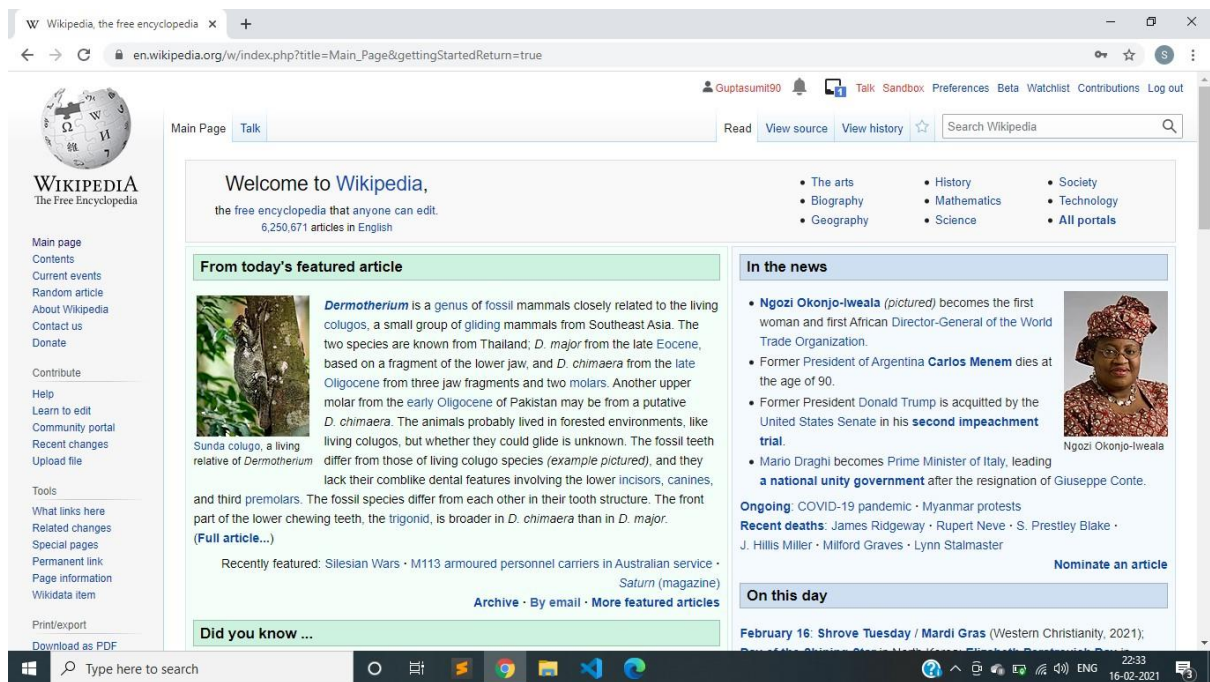 Wikipedia, the free encyclopedia
en.wikipedia.org/w/index.php?title=Main_Page&gettingStartedReturn=true
S
Guptasumit90 1 Talk Sandbox Preferences Beta Watchlist Contributions Log out
Main Page Talk
Read View source View history Search Wikipedia
WIKIPEDIA
The Free Encyclopedia
Main page
Contents
Current events
Random article
About Wikipedia
Contact us
Donate
Contribute
Help
Learn to edit
Community portal
Recent changes
Upload file
Tools
What links here
Related changes
Special pages
Permanent link
Page information
Wikidata item
Print/export
Download as PDF
Welcome to Wikipedia,
the free encyclopedia that anyone can edit.
6,250,671 articles in English
• The arts
• Biography
• Geography
• History
• Mathematics
• Science
• Society
• Technology
• All portals
From today's featured article
Dermotherium is a genus of fossil mammals closely related to the living
colugos, a small group of gliding mammals from Southeast Asia. The
two species are known from Thailand; D. major from the late Eocene,
based on a fragment of the lower jaw, and D. chimaera from the late
Oligocene from three jaw fragments and two molars. Another upper
molar from the early Oligocene of Pakistan may be from a putative
D. chimaera. The animals probably lived in forested environments, like
living colugos, but whether they could glide is unknown. The fossil teeth
differ from those of living colugo species (example pictured), and they
lack their comblike dental features involving the lower incisors, canines,
and third premolars. The fossil species differ from each other in their tooth structure. The front
part of the lower chewing teeth, the trigonid, is broader in D. chimaera than in D. major.
(Full article...)
Sunda colugo, a living
relative of Dermotherium
Recently featured: Silesian Wars · M113 armoured personnel carriers in Australian service ·
Saturn (magazine)
Archive · By email · More featured articles
Did you know ...
In the news
• Ngozi Okonjo-Iweala (pictured) becomes the first
woman and first African Director-General of the World
Trade Organization.
• Former President of Argentina Carlos Menem dies at
the age of 90.
• Former President Donald Trump is acquitted by the
United States Senate in his second impeachment
trial.
• Mario Draghi becomes Prime Minister of Italy, leading
a national unity government after the resignation of Giuseppe Conte.
Ngozi Okonjo-Iweala
Ongoing: COVID-19 pandemic · Myanmar protests
Recent deaths: James Ridgeway · Rupert Neve · S. Prestley Blake ·
J. Hillis Miller · Milford Graves · Lynn Stalmaster
Nominate an article
On this day
February 16: Shrove Tuesday / Mardi Gras (Western Christianity, 2021);
Type here to search
ENG
22:33
16-02-2021
3